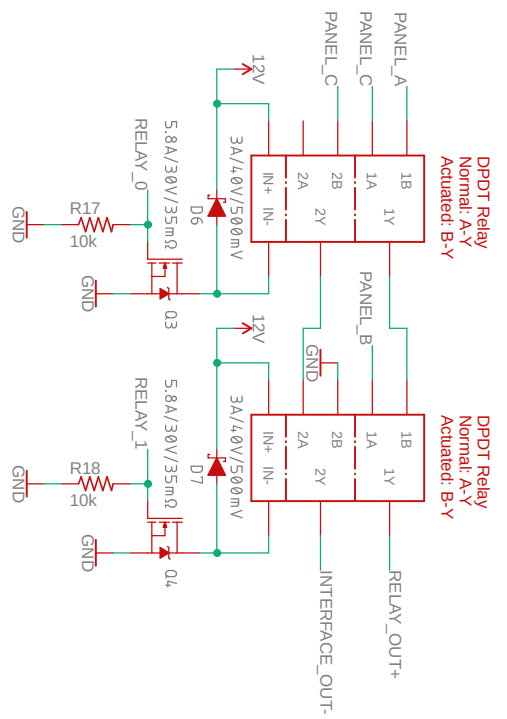 PANEL_C
PANEL_C
PANEL_A
DPDT Relay
Normal: A-Y
Actuated: B-Y
12V
3A/40V/500mV
D6
5.8A/30V/35mΩ
RELAY_0
R17
10k
GND
GND
Q3
IN+
IN-
2A
2B
2Y
1A
1B
1Y
PANEL_B
GND
DPDT Relay
Normal: A-Y
Actuated: B-Y
12V
3A/40V/500mV
D7
5.8A/30V/35mΩ
RELAY_1
R18
10k
GND
GND
Q4
IN+
IN-
2A
2B
2Y
1A
1B
1Y
RELAY_OUT+
INTERFACE_OUT-